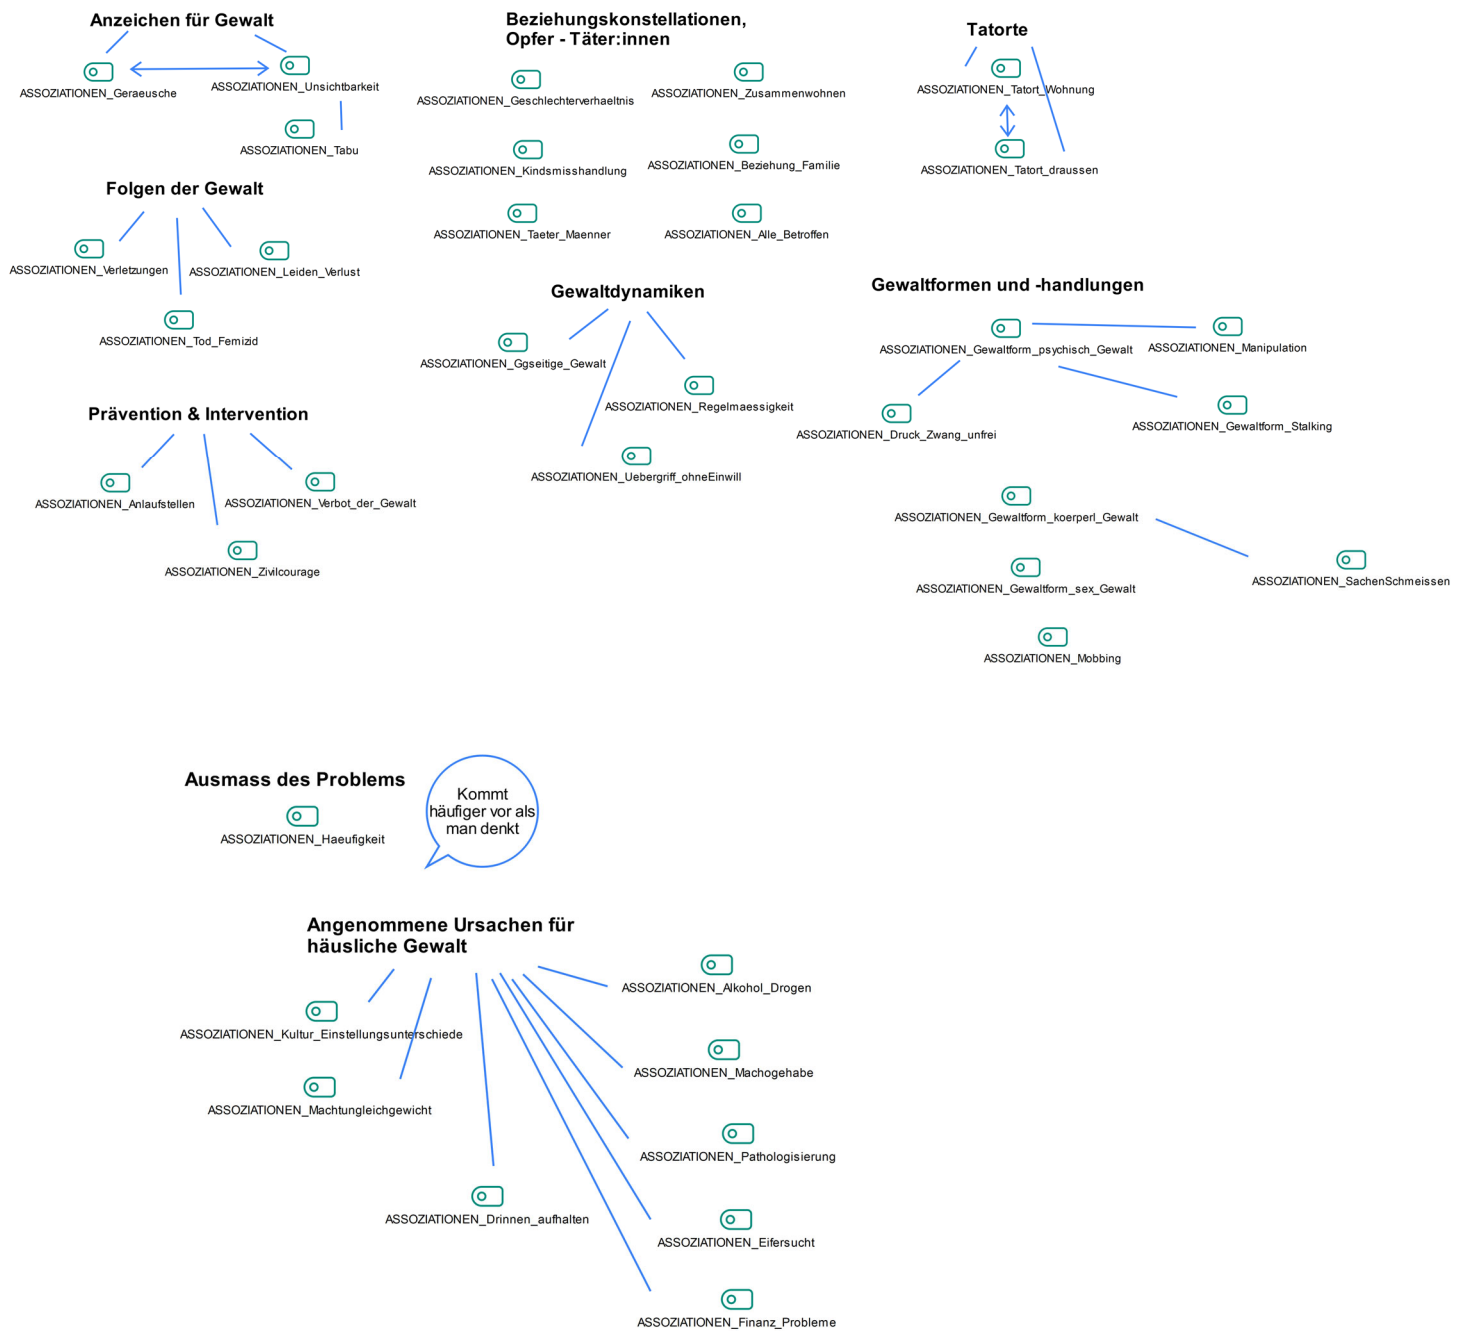 Anzeichen für Gewalt
ASSOZIATIONEN_Geraeusche
ASSOZIATIONEN_Unsichtbarkeit
ASSOZIATIONEN_Tabu
Beziehungskonstellationen,
Opfer - Täter:innen
ASSOZIATIONEN_Geschlechterverhaeltnis
ASSOZIATIONEN_Zusammenwohnen
ASSOZIATIONEN_Kindsmisshandlung
ASSOZIATIONEN_Beziehung_Familie
ASSOZIATIONEN_Taeter_Maenner
ASSOZIATIONEN_Alle_Betroffen
Tatorte
ASSOZIATIONEN_Tatort_Wohnung
ASSOZIATIONEN_Tatort_draussen
Folgen der Gewalt
ASSOZIATIONEN_Verletzungen
ASSOZIATIONEN_Leiden_Verlust
ASSOZIATIONEN_Tod_Femizid
Gewaltdynamiken
ASSOZIATIONEN_Ggseitige_Gewalt
ASSOZIATIONEN_Regelmaessigkeit
ASSOZIATIONEN_Uebergriff_ohneEinwill
Gewaltformen und -handlungen
ASSOZIATIONEN_Gewaltform_psychisch_Gewalt
ASSOZIATIONEN_Manipulation
ASSOZIATIONEN_Druck_Zwang_unfrei
ASSOZIATIONEN_Gewaltform_Stalking
ASSOZIATIONEN_Gewaltform_koerperl_Gewalt
ASSOZIATIONEN_SachenSchmeissen
ASSOZIATIONEN_Gewaltform_sex_Gewalt
ASSOZIATIONEN_Mobbing
Prävention & Intervention
ASSOZIATIONEN_Anlaufstellen
ASSOZIATIONEN_Verbot_der_Gewalt
ASSOZIATIONEN_Zivilcourage
Ausmass des Problems
ASSOZIATIONEN_Haeufigkeit
Kommt
häufiger vor als
man denkt
Angenommene Ursachen für
häusliche Gewalt
ASSOZIATIONEN_Alkohol_Drogen
ASSOZIATIONEN_Kultur_Einstellungsunterschiede
ASSOZIATIONEN_Machogehabe
ASSOZIATIONEN_Machtungleichgewicht
ASSOZIATIONEN_Pathologisierung
ASSOZIATIONEN_Drinnen_aufhalten
ASSOZIATIONEN_Eifersucht
ASSOZIATIONEN_Finanz_Probleme